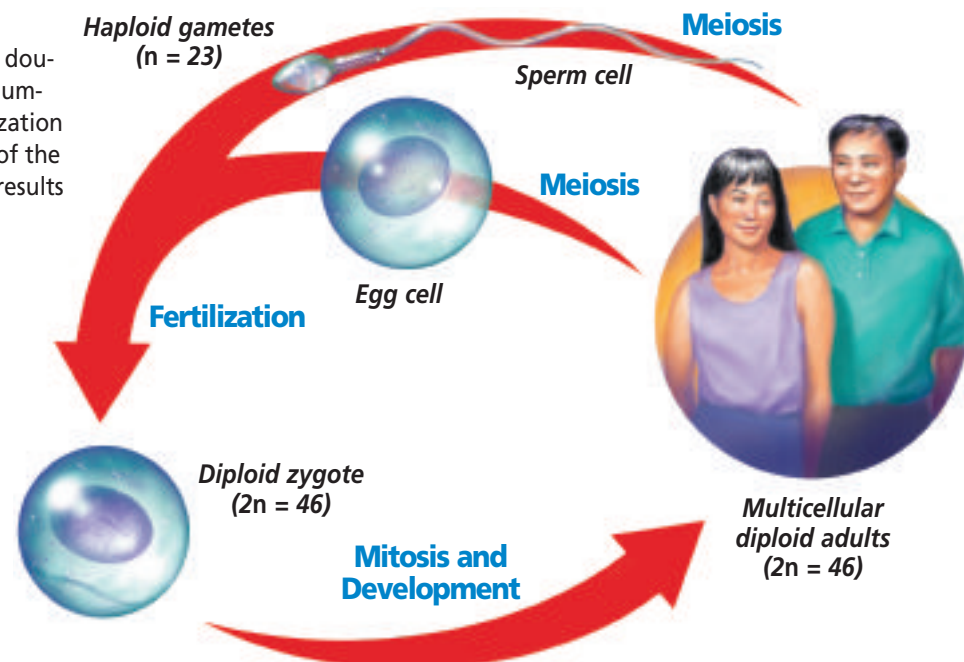 Haploid gametes
(n = 23)
Meiosis
Sperm cell
dou-
um-
ization
of the
results
Meiosis
Egg cell
Fertilization
Diploid zygote
(2n = 46)
Mitosis and
Development
Multicellular
diploid adults
(2n = 46)